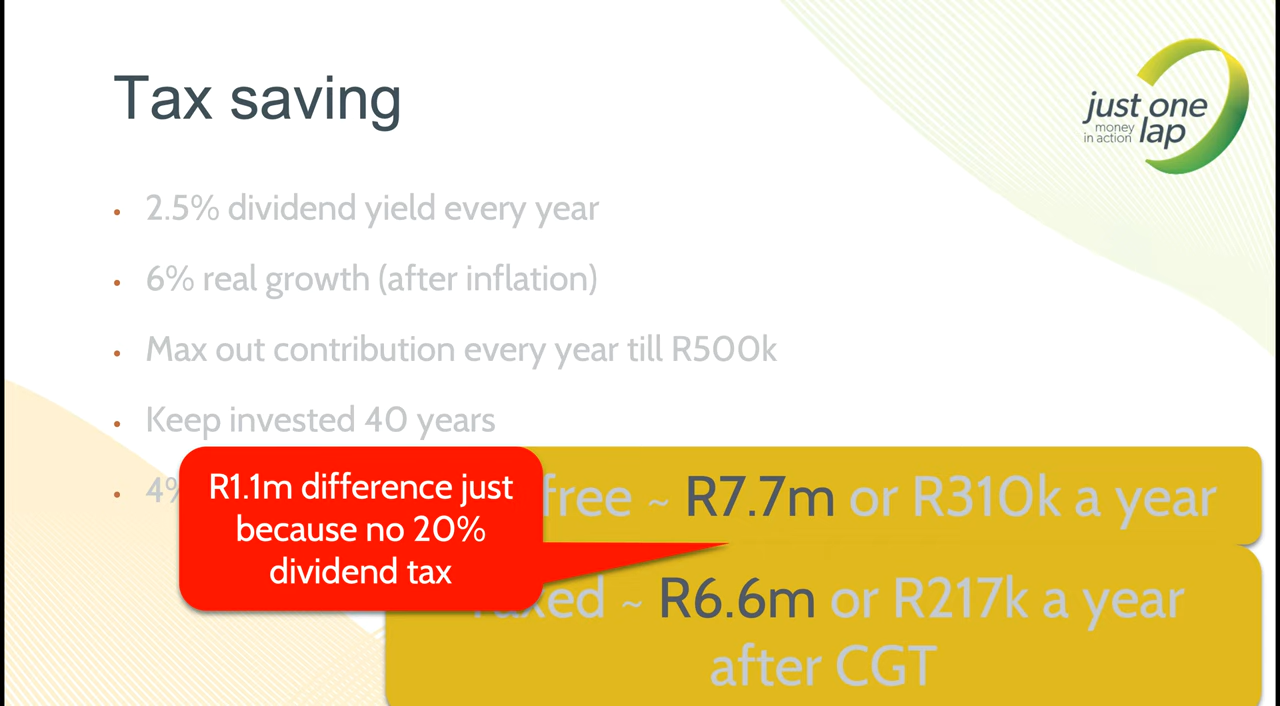 Tax saving
just one
money
in action lap
• 2.5% dividend yield every year
• 6% real growth (after inflation)
• Max out contribution every year till R500k
• Keep invested 40 years
• 4%
R1.1m difference just
because no 20%
dividend tax
free ~ R7.7m or R310k a year
~ R6.6m or R217k a year
after CGT